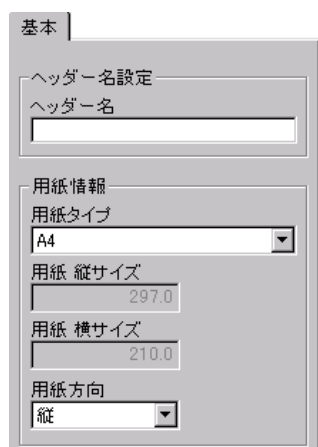 基本
ヘッダー名設定
ヘッダー名
用紙情報
用紙タイプ
A4
用紙 縦サイズ
297.0
用紙 横サイズ
210.0
用紙方向
縦